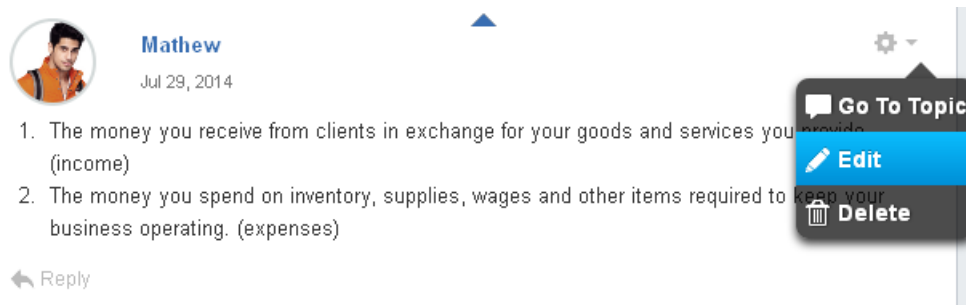 Mathew
Jul 29, 2014
Go To Topic
1. The money you receive from clients in exchange for your goods and services you provide
(income)
Edit
2. The money you spend on inventory, supplies, wages and other items required to keep your
business operating. (expenses)
Delete
Reply